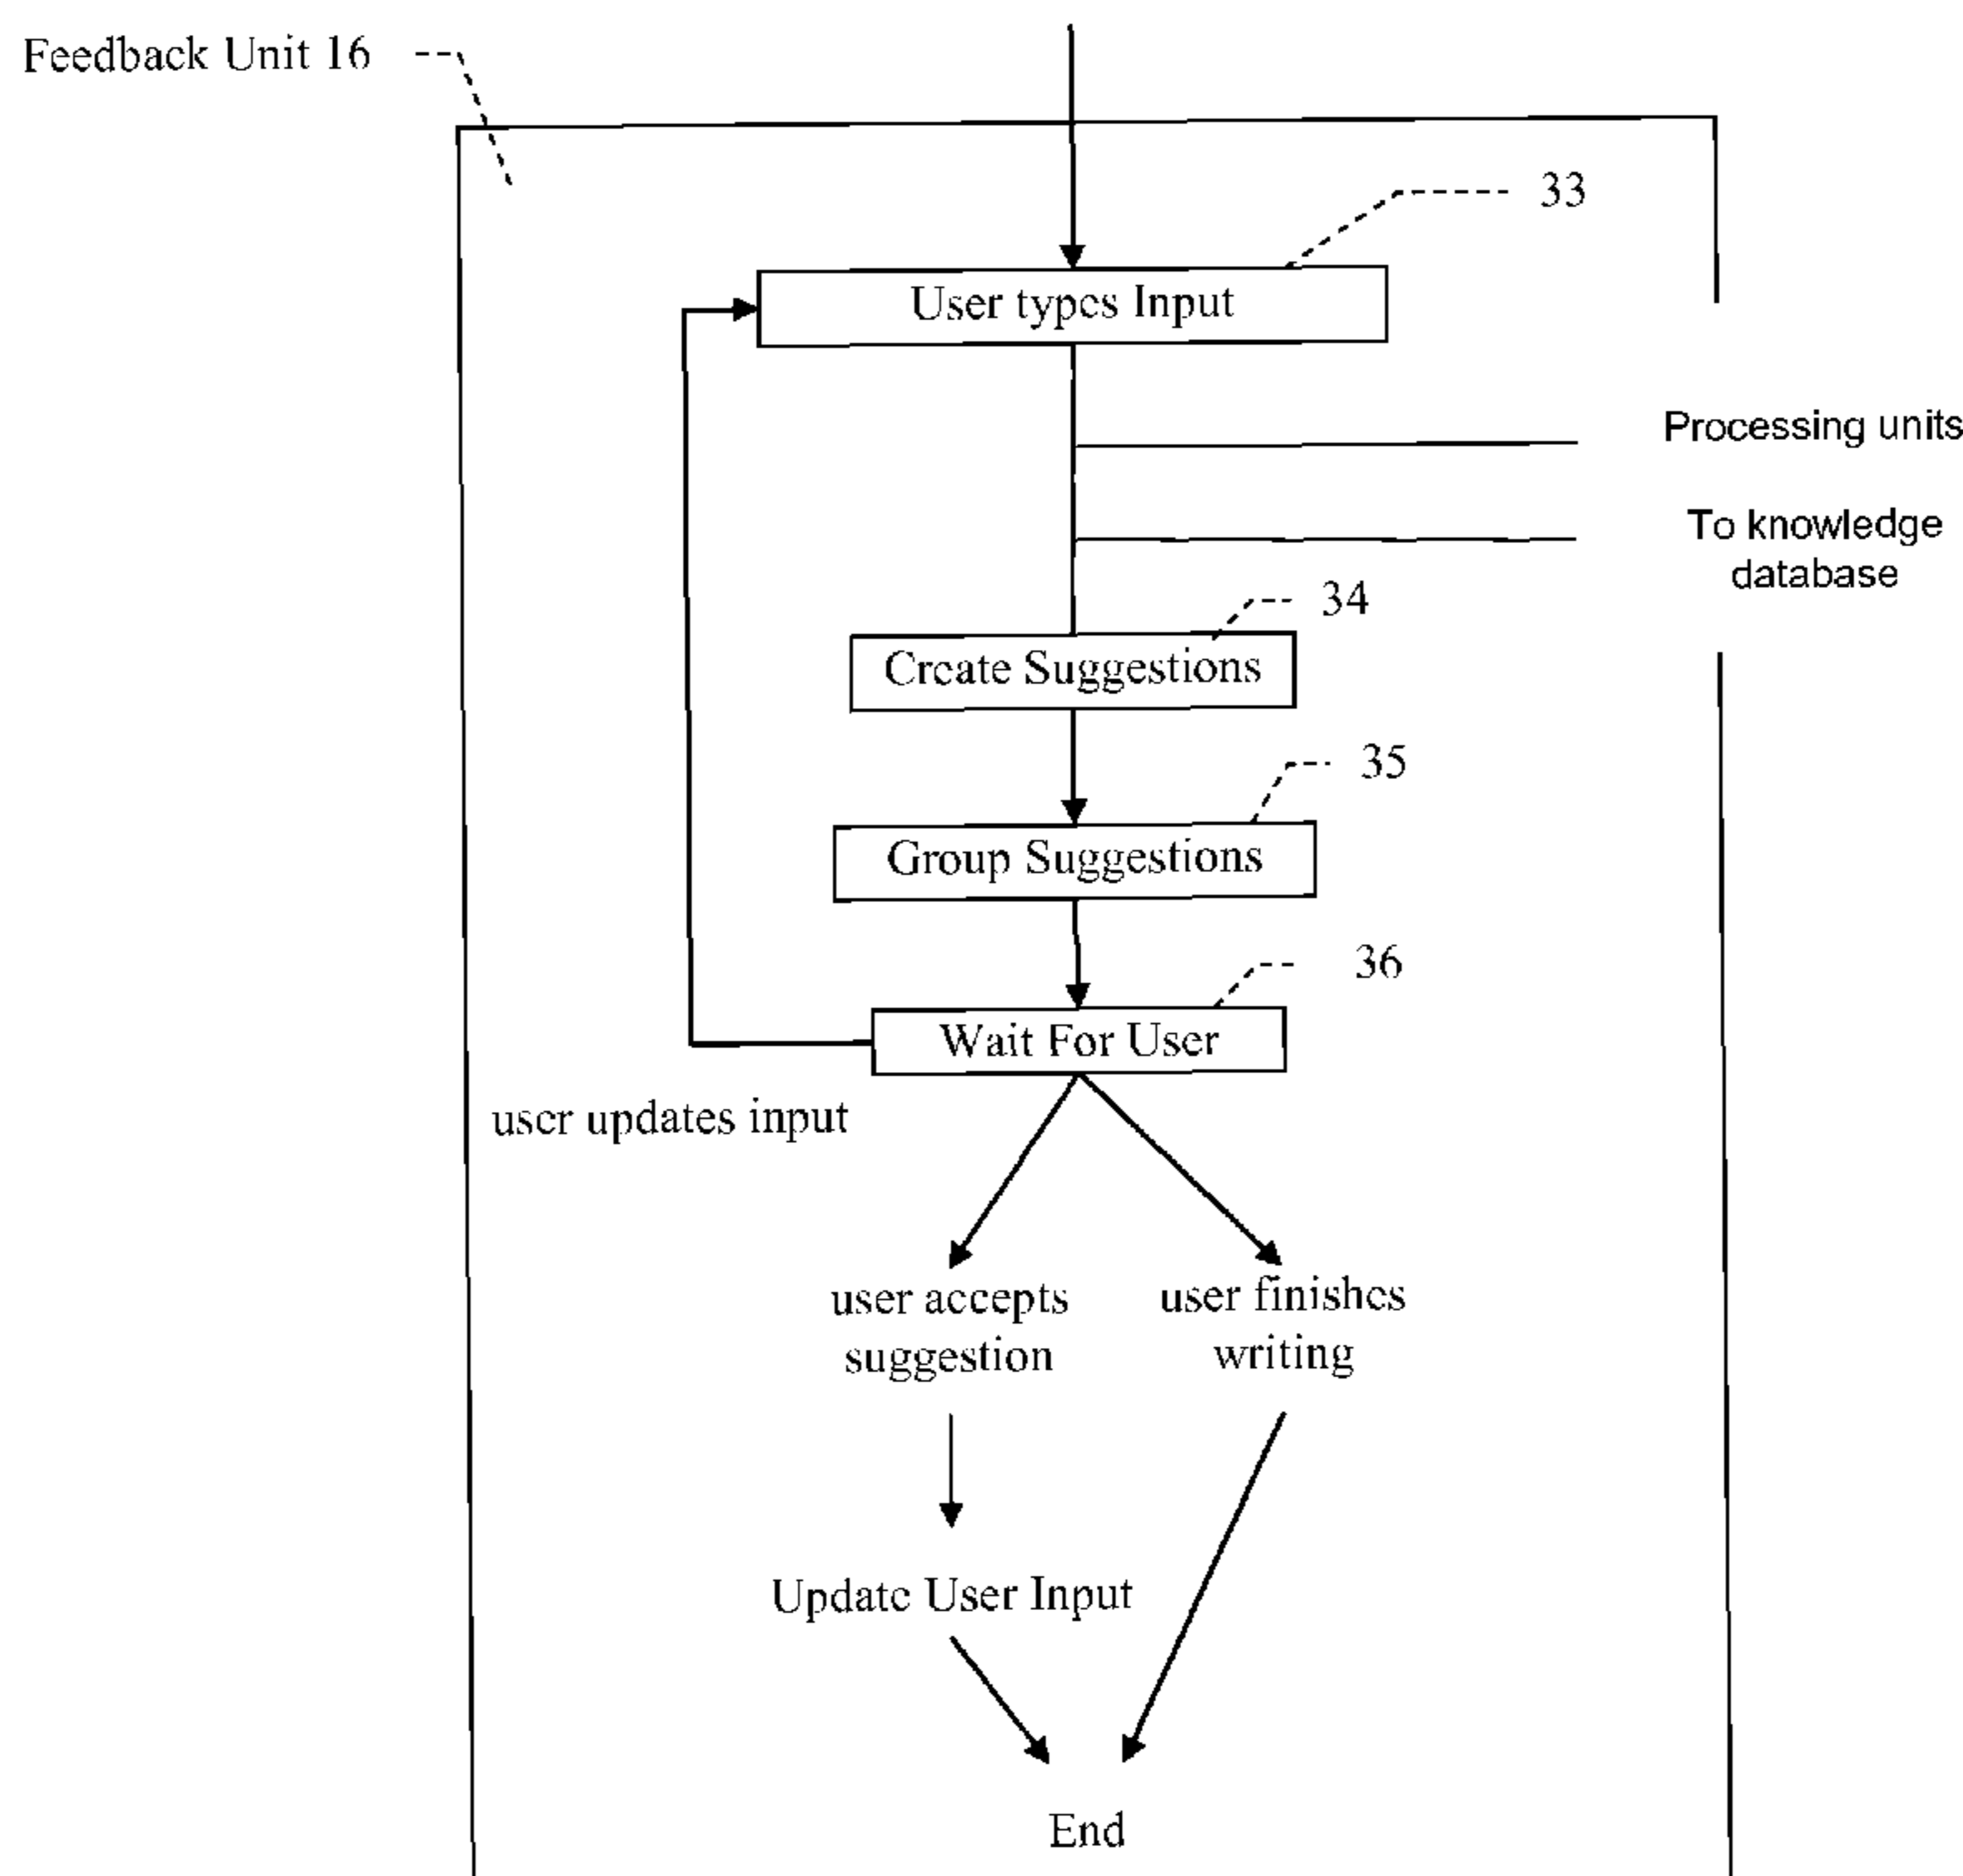 Feedback Unit 16
33
User types Input
Processing units
To knowledge
database
34
Create Suggestions
35
Group Suggestions
36
Wait For User
user updates input
user accepts
suggestion
user finishes
writing
Update User Input
End